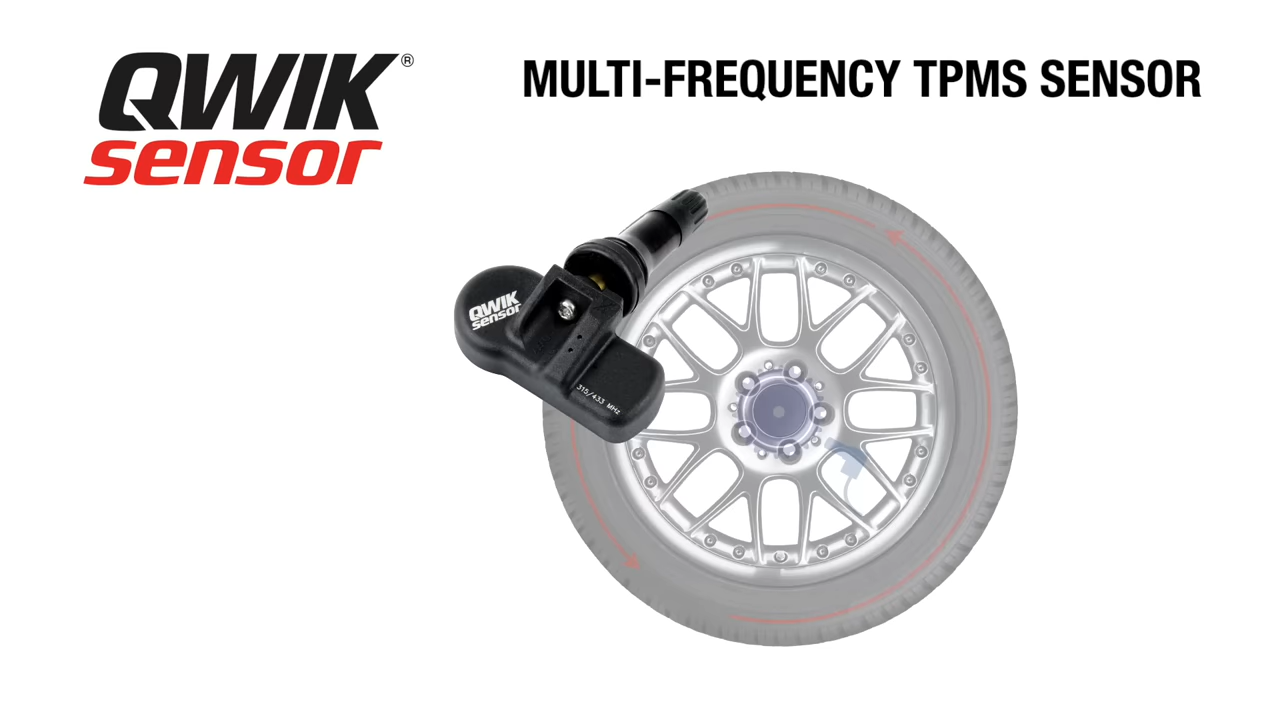 QWIK®
sensor
MULTI-FREQUENCY TPMS SENSOR
QWIK
sensor
315/433 MHz